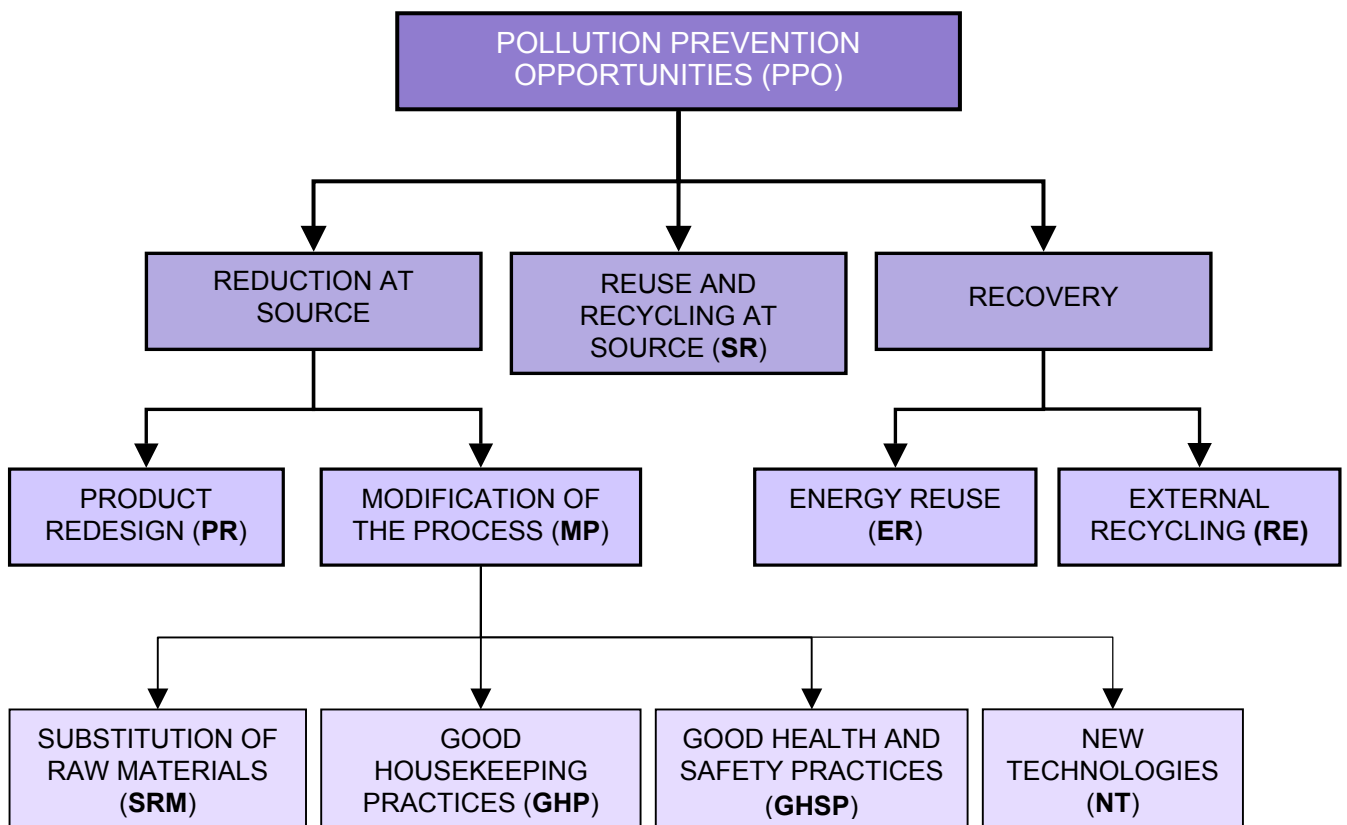 POLLUTION PREVENTION
OPPORTUNITIES (PPO)
REDUCTION AT
SOURCE
REUSE AND
RECYCLING AT
SOURCE (SR)
RECOVERY
PRODUCT
REDESIGN (PR)
MODIFICATION OF
THE PROCESS (MP)
ENERGY REUSE
(ER)
EXTERNAL
RECYCLING (RE)
SUBSTITUTION OF
RAW MATERIALS
(SRM)
GOOD
HOUSEKEEPING
PRACTICES (GHP)
GOOD HEALTH AND
SAFETY PRACTICES
(GHSP)
NEW
TECHNOLOGIES
(NT)